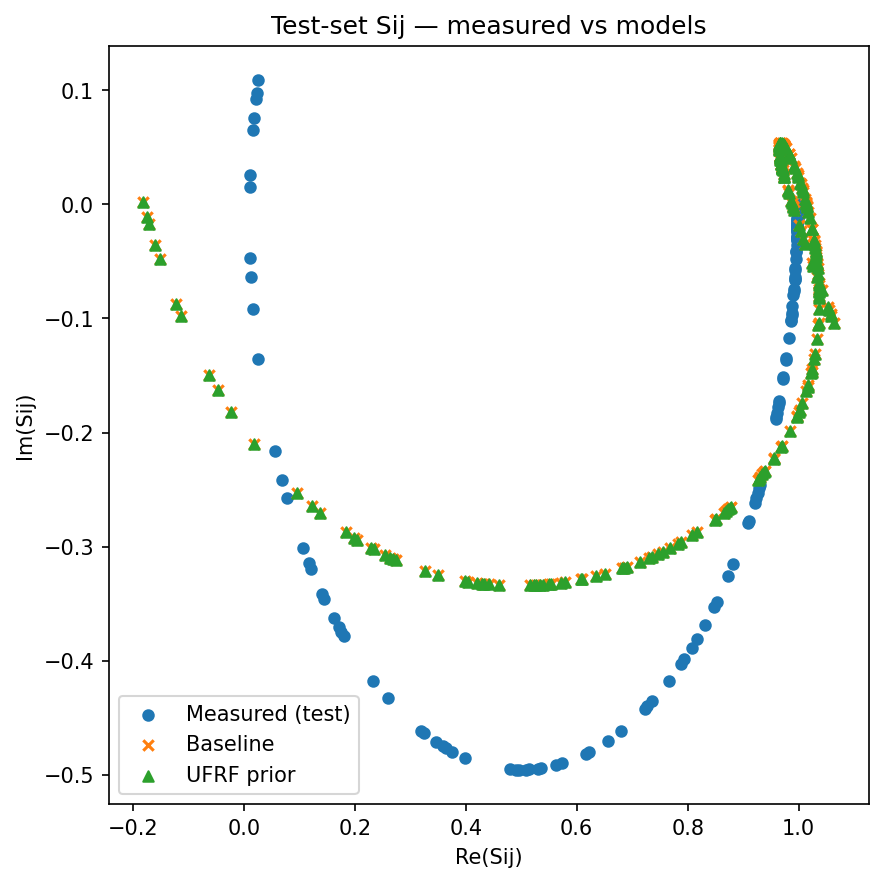 Test-set Sij — measured vs models
0.1
0.0
−0.1
−0.2
−0.3
−0.4
−0.5
Im(Sij)
Measured (test)
Baseline
UFRF prior
−0.2
0.0
0.2
0.4
0.6
0.8
1.0
Re(Sij)